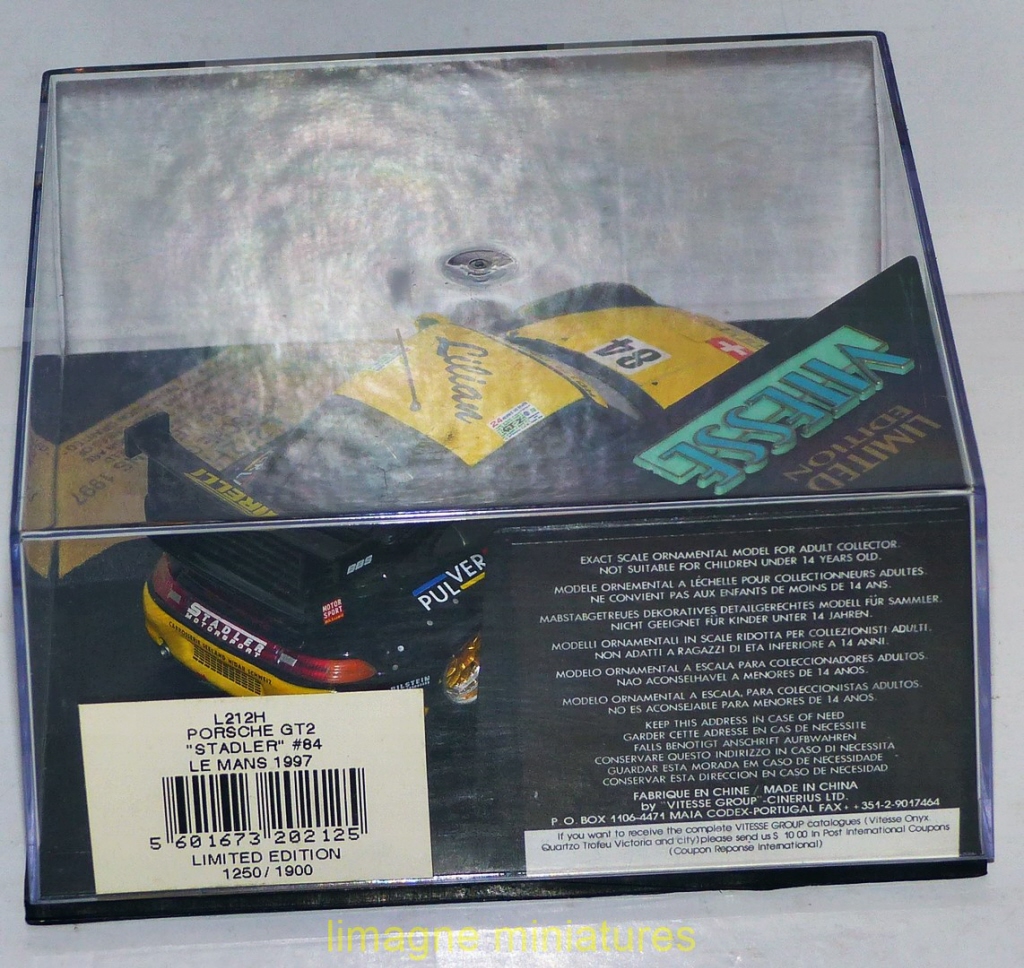 Lilian
84
24
GT2
VITESSE
LIMITED
EDITION
1997
PIRELLI
BBS
PULVER
MOTOR
SPORT
STADLER
MOTORSPORT
BILSTEIN
EXACT SCALE ORNAMENTAL MODEL FOR ADULT COLLECTOR.
NOT SUITABLE FOR CHILDREN UNDER 14 YEARS OLD.
MODELE ORNEMENTAL A LÉCHELLE POUR COLLECTIONNEURS ADULTES.
NE CONVIENT PAS AUX ENFANTS DE MOINS DE 14 ANS.
MABSTABGETREUES DEKORATIVES DETAILGERECHTES MODELL FÜR SAMMLER.
NICHT GEEIGNET FÜR KINDER UNTER 14 JAHREN.
MODELLI ORNAMENTALI IN SCALE RIDOTTA PER COLLEZIONISTI ADULTI.
NON ADATTI A RAGAZZI DI ETA INFERIORE A 14 ANNI.
MODELO ORNAMENTAL A ESCALA PARA COLECCIONADORES ADULTOS.
NAO ACONSELHAVEL A MENORES DE 14 ANOS.
MODELO ORNAMENTAL A ESCALA, PARA COLECCIONISTAS ADULTOS.
NO ES ACONSEJABLE PARA MENORES DE 14 ANOS.
KEEP THIS ADDRESS IN CASE OF NEED
GARDER CETTE ADRESSE EN CAS DE NECESSITE
FALLS BENOTIGT ANSCHRIFT AUFBWAHREN
CONSERVARE QUESTO INDIRIZZO IN CASO DI NECESSITA
GUARDAR ESTA MORADA EM CASO DE NECESSIDADE
CONSERVAR ESTA DIRECCION EN CASO DE NECESIDAD
FABRIQUE EN CHINE / MADE IN CHINA
by "VITESSE GROUP"-CINERIUS LTD.
P.O. BOX 1106-4471 MAIA CODEX-PORTUGAL FAX + +351-2-9017464
If you want to receive the complete VITESSE GROUP catalogues (Vitesse Onyx
Quartzo Trofeu Victoria and city) please send us $ 10 00 in Post International Coupons
(Coupon Reponse International)
L212H
PORSCHE GT2
"STADLER" #84
LE MANS 1997
5 601673 202125
LIMITED EDITION
1250/ 1900
limagne miniatures